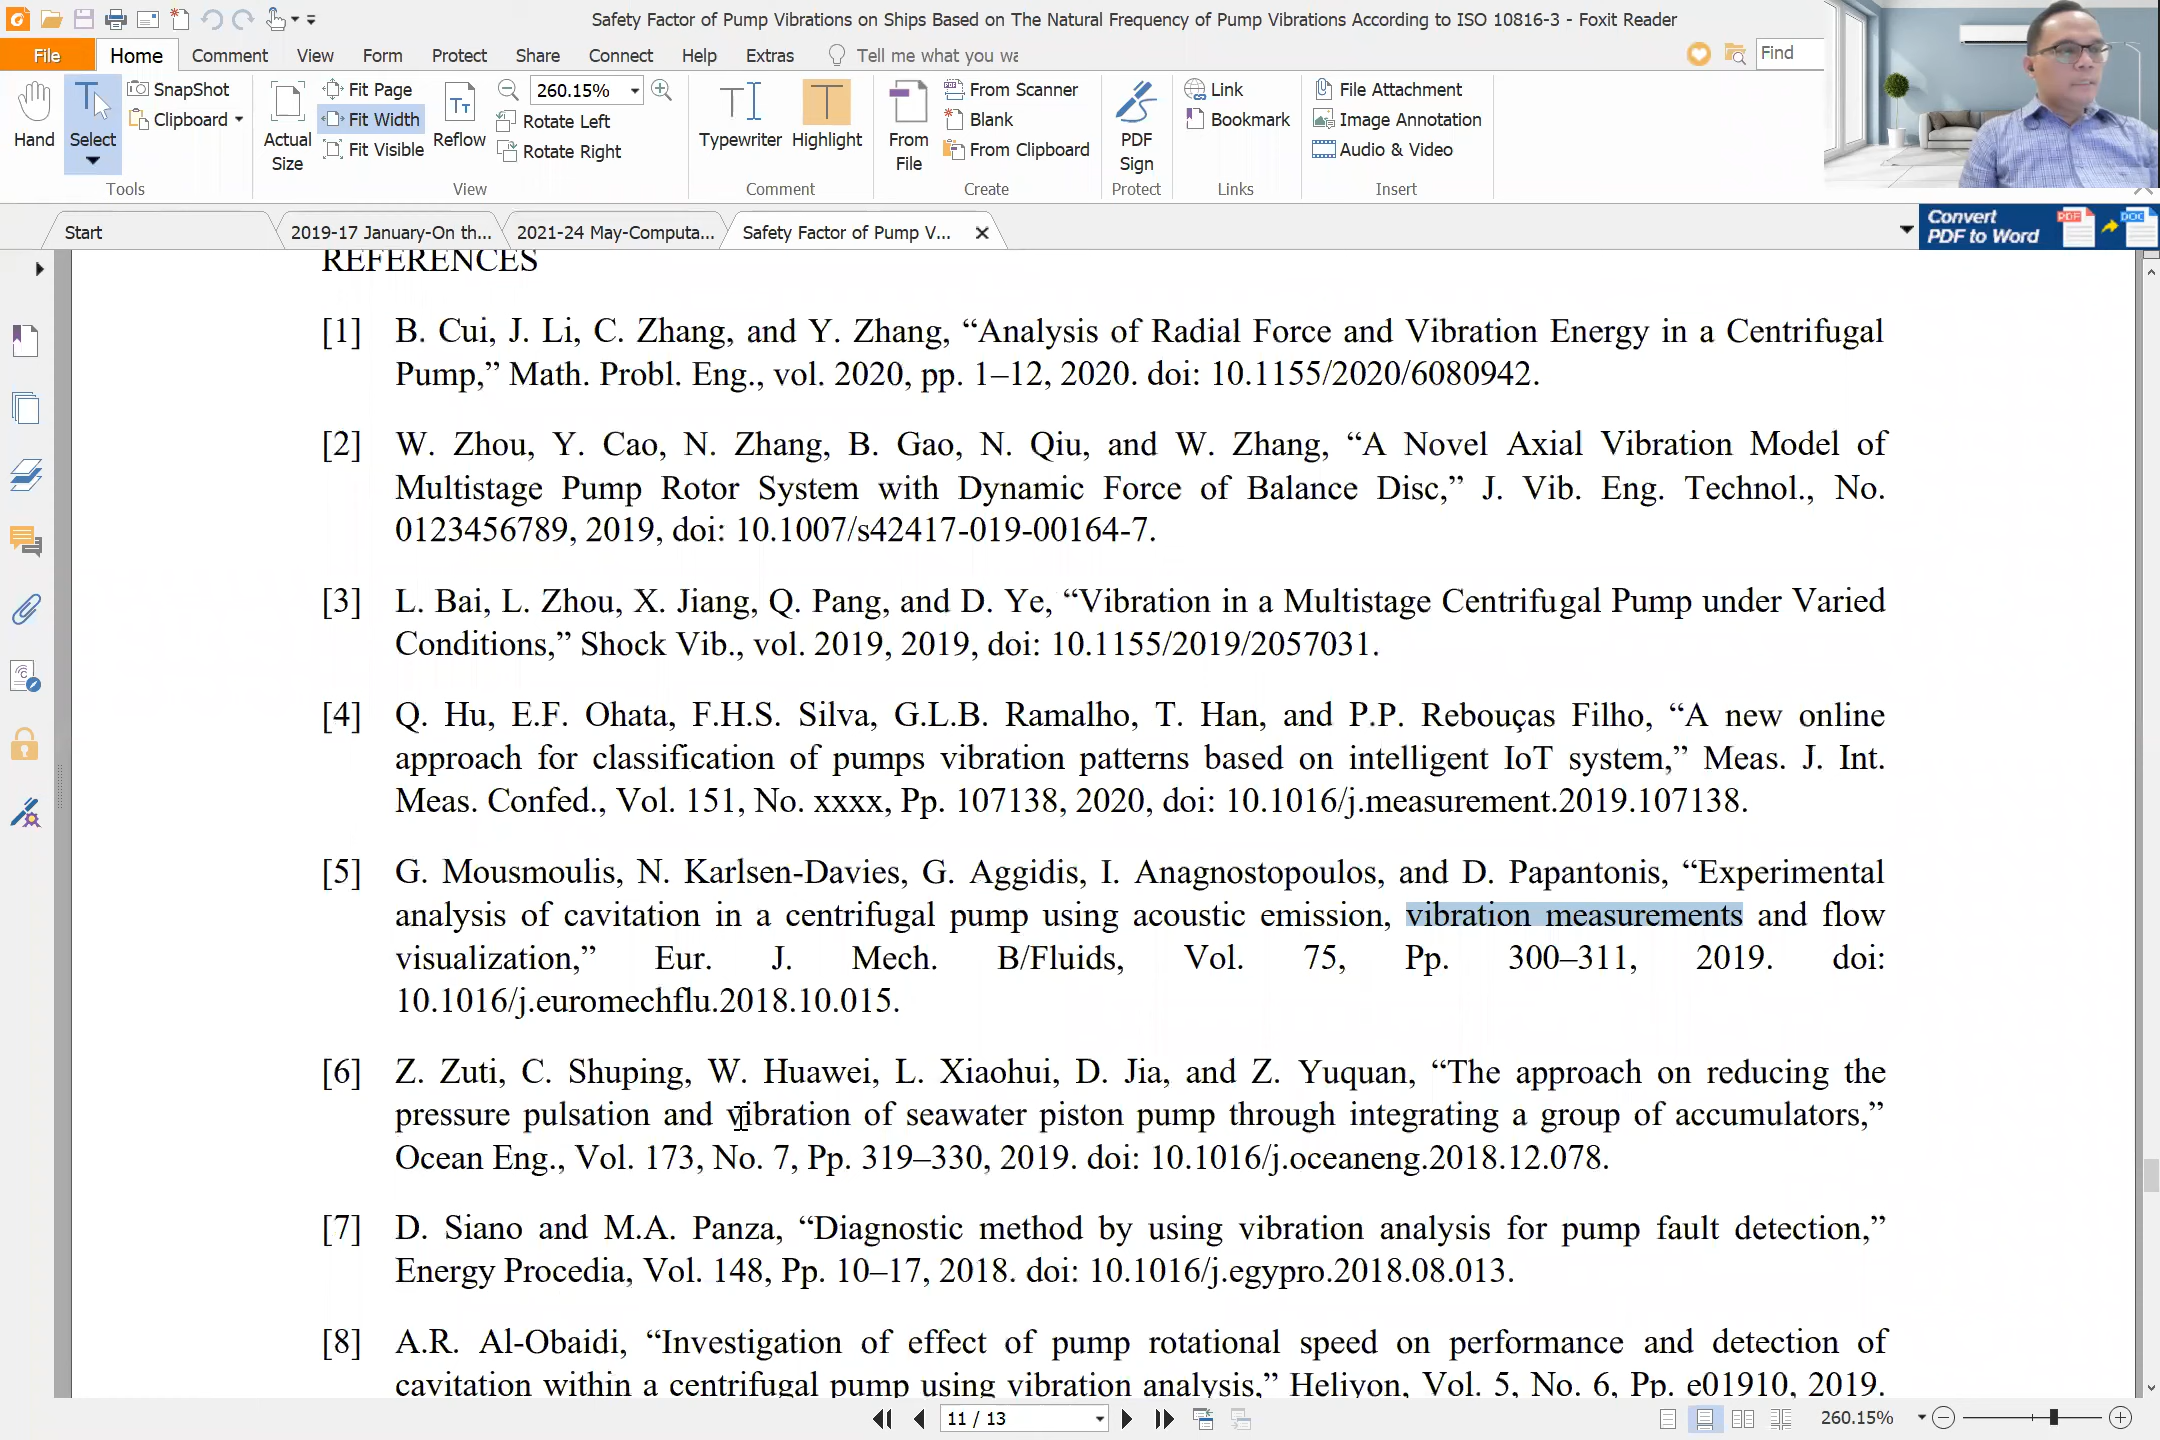 Safety Factor of Pump Vibrations on Ships Based on The Natural Frequency of Pump Vibrations According to ISO 10816-3 - Foxit Reader
File Home Comment View Form Protect Share Connect Help Extras Tell me what you wa Find
Hand
Select
SnapShot
Clipboard
Tools
Actual Size
Fit Page
Fit Width
Fit Visible
Reflow
260.15%
Rotate Left
Rotate Right
View
Typewriter
Highlight
Comment
From File
From Scanner
Blank
From Clipboard
Create
PDF Sign
Protect
Link
Bookmark
Links
File Attachment
Image Annotation
Audio & Video
Insert
Start
2019-17 January-On th...
2021-24 May-Computa...
Safety Factor of Pump V...
Convert
PDF to Word
PDF
DOC
REFERENCES
[1] B. Cui, J. Li, C. Zhang, and Y. Zhang, “Analysis of Radial Force and Vibration Energy in a Centrifugal
Pump,” Math. Probl. Eng., vol. 2020, pp. 1–12, 2020. doi: 10.1155/2020/6080942.
[2] W. Zhou, Y. Cao, N. Zhang, B. Gao, N. Qiu, and W. Zhang, “A Novel Axial Vibration Model of
Multistage Pump Rotor System with Dynamic Force of Balance Disc,” J. Vib. Eng. Technol., No.
0123456789, 2019, doi: 10.1007/s42417-019-00164-7.
[3] L. Bai, L. Zhou, X. Jiang, Q. Pang, and D. Ye, “Vibration in a Multistage Centrifugal Pump under Varied
Conditions,” Shock Vib., vol. 2019, 2019, doi: 10.1155/2019/2057031.
[4] Q. Hu, E.F. Ohata, F.H.S. Silva, G.L.B. Ramalho, T. Han, and P.P. Rebouças Filho, “A new online
approach for classification of pumps vibration patterns based on intelligent IoT system,” Meas. J. Int.
Meas. Confed., Vol. 151, No. xxxx, Pp. 107138, 2020, doi: 10.1016/j.measurement.2019.107138.
[5] G. Mousmoulis, N. Karlsen-Davies, G. Aggidis, I. Anagnostopoulos, and D. Papantonis, “Experimental
analysis of cavitation in a centrifugal pump using acoustic emission, vibration measurements and flow
visualization,” Eur. J. Mech. B/Fluids, Vol. 75, Pp. 300–311, 2019. doi:
10.1016/j.euromechflu.2018.10.015.
[6] Z. Zuti, C. Shuping, W. Huawei, L. Xiaohui, D. Jia, and Z. Yuquan, “The approach on reducing the
pressure pulsation and vibration of seawater piston pump through integrating a group of accumulators,”
Ocean Eng., Vol. 173, No. 7, Pp. 319–330, 2019. doi: 10.1016/j.oceaneng.2018.12.078.
[7] D. Siano and M.A. Panza, “Diagnostic method by using vibration analysis for pump fault detection,”
Energy Procedia, Vol. 148, Pp. 10–17, 2018. doi: 10.1016/j.egypro.2018.08.013.
[8] A.R. Al-Obaidi, “Investigation of effect of pump rotational speed on performance and detection of
cavitation within a centrifugal pump using vibration analysis,” Heliyon, Vol. 5, No. 6, Pp. e01910, 2019.
11 / 13
260.15%